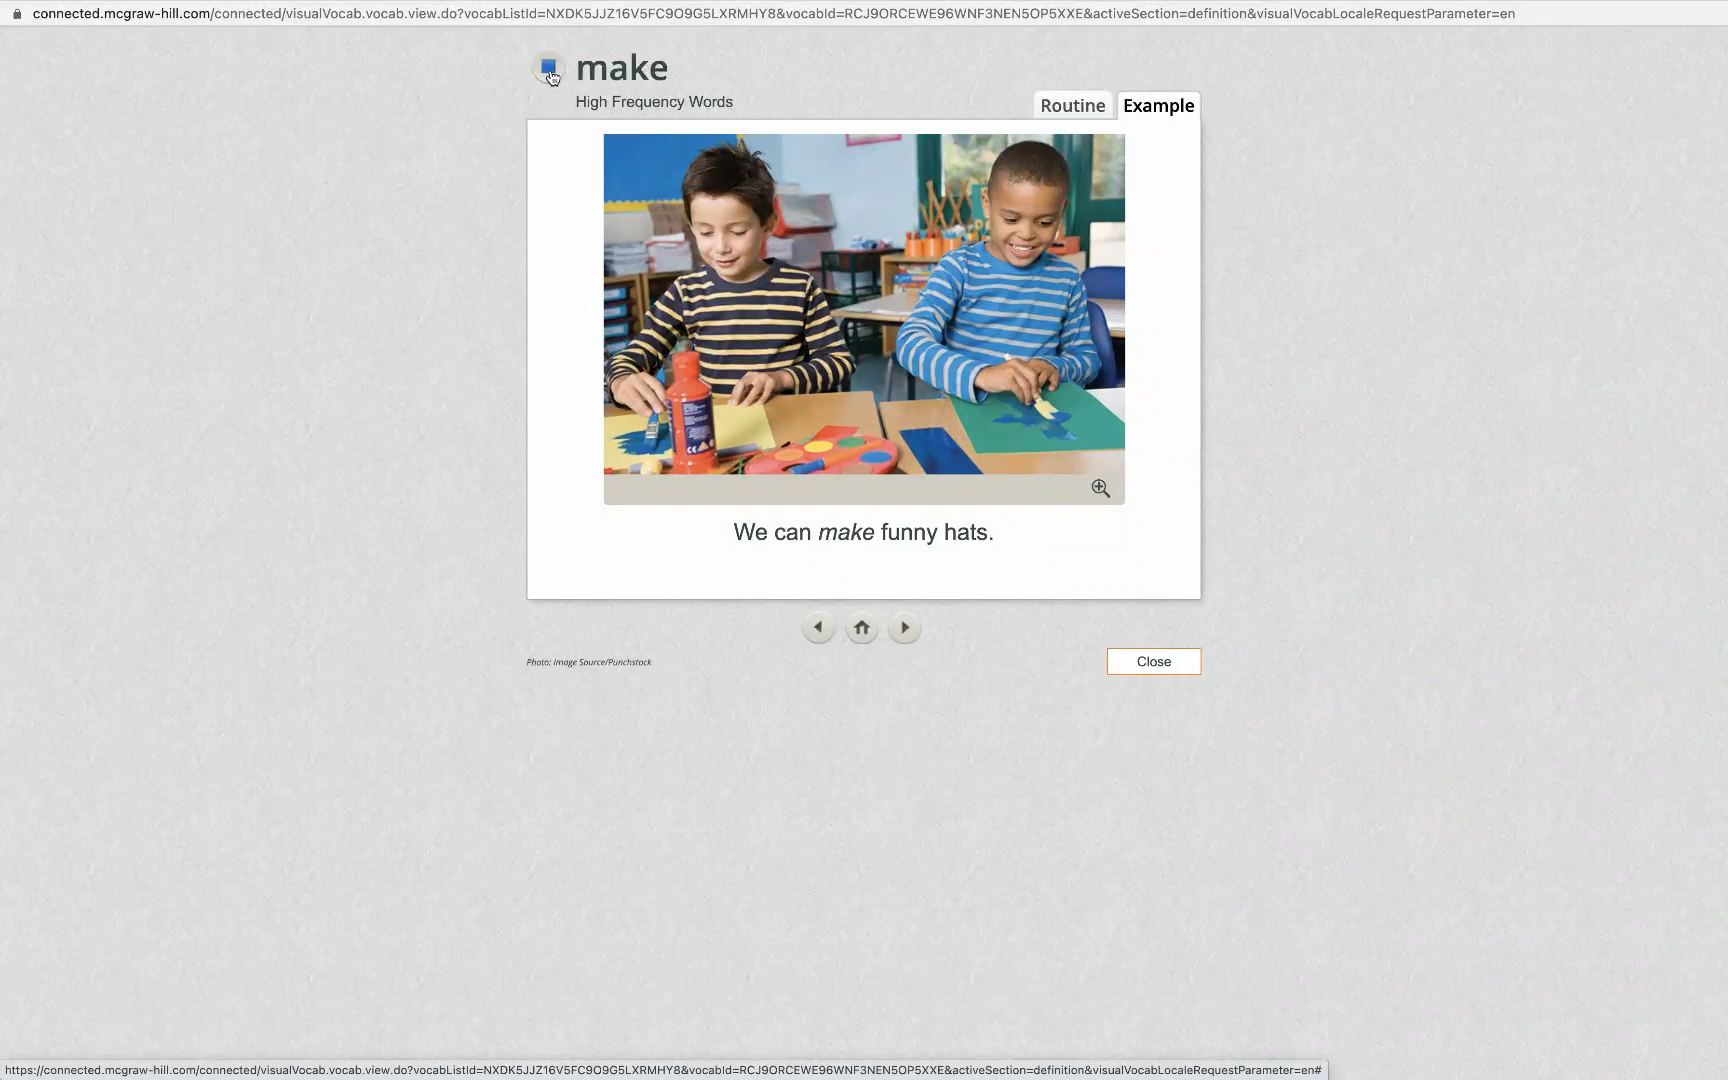 connected.mcgraw-hill.com/connected/visualVocab.vocab.view.do?vocabListId=NXDK5JJZ16V5FC9O9G5LXRMHY8&vocabId=RCJ9ORCEWE96WNF3NEN5OP5XXE&activeSection=definition&visualVocabLocaleRequestParameter=en
make
High Frequency Words
Routine
Example
We can make funny hats.
Photo: Image Source/Punchstock
Close
https://connected.mcgraw-hill.com/connected/visualVocab.vocab.view.do?vocabListId=NXDK5JJZ16V5FC9O9G5LXRMHY8&vocabId=RCJ9ORCEWE96WNF3NEN5OP5XXE&activeSection=definition&visualVocabLocaleRequestParameter=en#